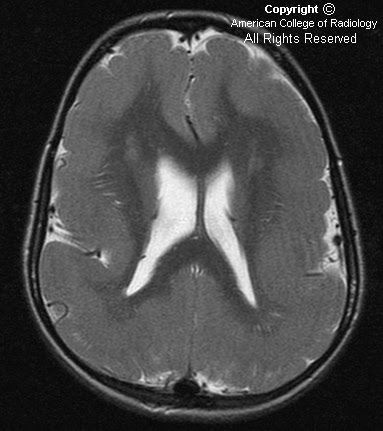 Copyright ©
American College of Radiology
All Rights Reserved